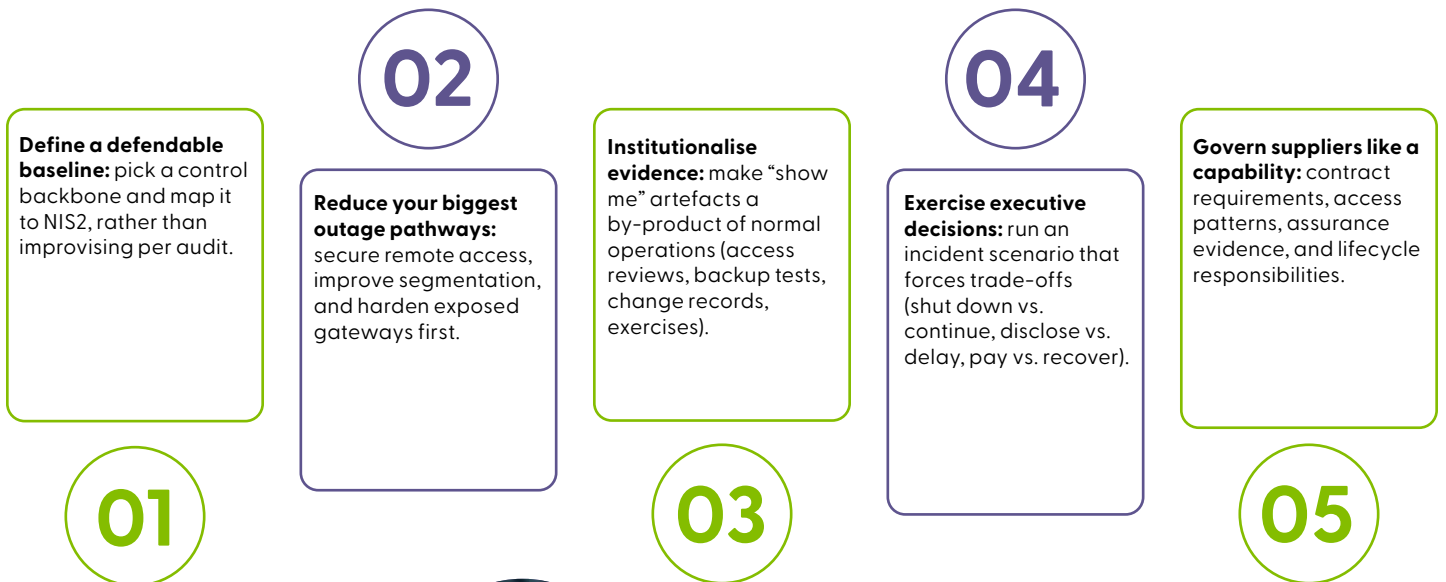 Define a defendable
baseline: pick a control
backbone and map it
to NIS2, rather than
improvising per audit.
01
02
Reduce your biggest
outage pathways:
secure remote access,
improve segmentation,
and harden exposed
gateways first.
Institutionalise
evidence: make “show
me” artefacts a
by-product of normal
operations (access
reviews, backup tests,
change records,
exercises).
03
04
Exercise executive
decisions: run an
incident scenario that
forces trade-offs
(shut down vs.
continue, disclose vs.
delay, pay vs. recover).
Govern suppliers like a
capability: contract
requirements, access
patterns, assurance
evidence, and lifecycle
responsibilities.
05